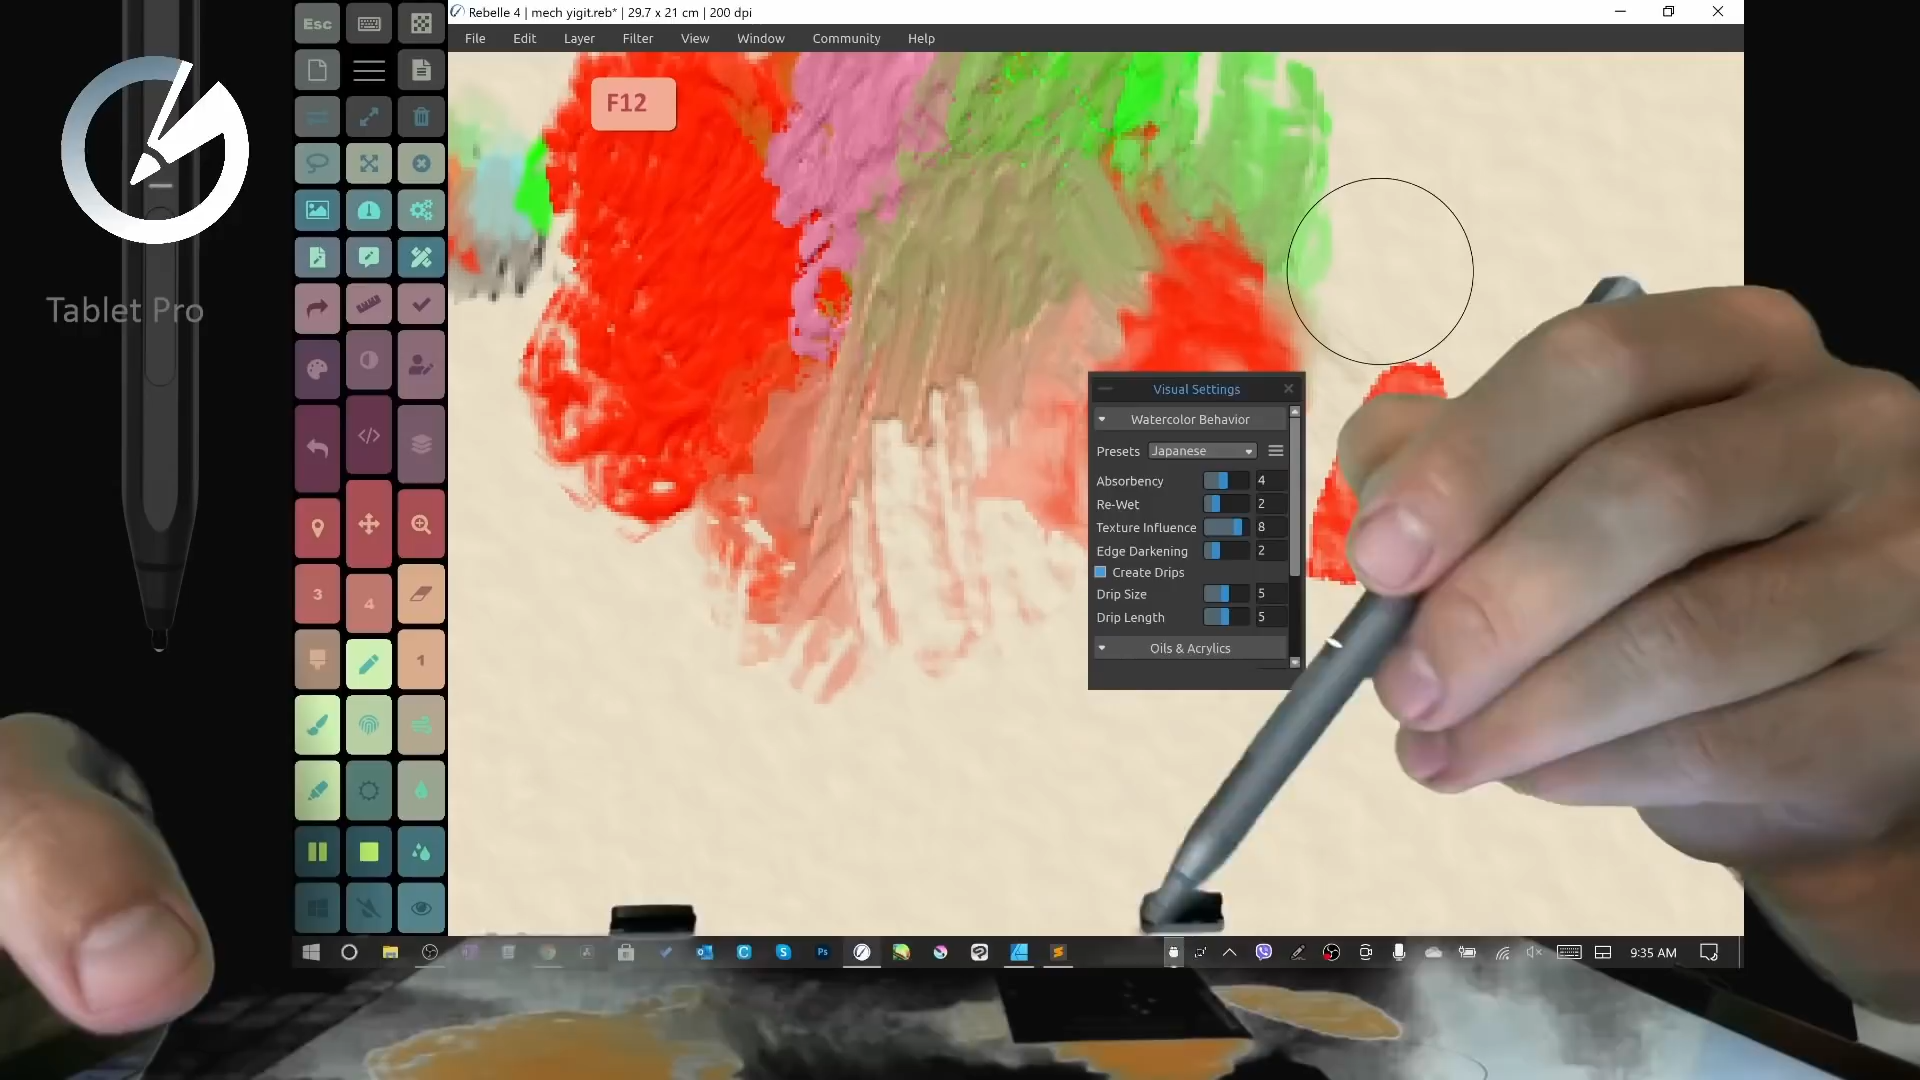 Tablet Pro
Esc
3
4
1
Rebelle 4 | mech yigit.reb* | 29.7 x 21 cm | 200 dpi
File Edit Layer Filter View Window Community Help
F12
Visual Settings
Watercolor Behavior
Presets Japanese
Absorbency 4
Re-Wet 2
Texture Influence 8
Edge Darkening 2
Create Drips
Drip Size 5
Drip Length 5
Oils & Acrylics
Ps
9:35 AM